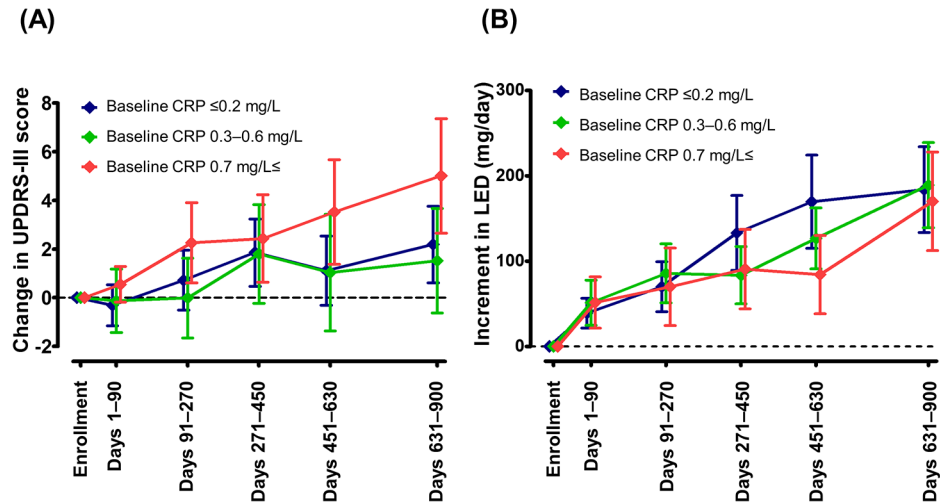 (A)
Change in UPDRS-III score
8
6
4
2
0
-2
Baseline CRP ≤0.2 mg/L
Baseline CRP 0.3–0.6 mg/L
Baseline CRP 0.7 mg/L≤
Enrollment
Days 1–90
Days 91–270
Days 271–450
Days 451–630
Days 631–900
(B)
Increment in LED (mg/day)
300
200
100
0
Baseline CRP ≤0.2 mg/L
Baseline CRP 0.3–0.6 mg/L
Baseline CRP 0.7 mg/L≤
Enrollment
Days 1–90
Days 91–270
Days 271–450
Days 451–630
Days 631–900